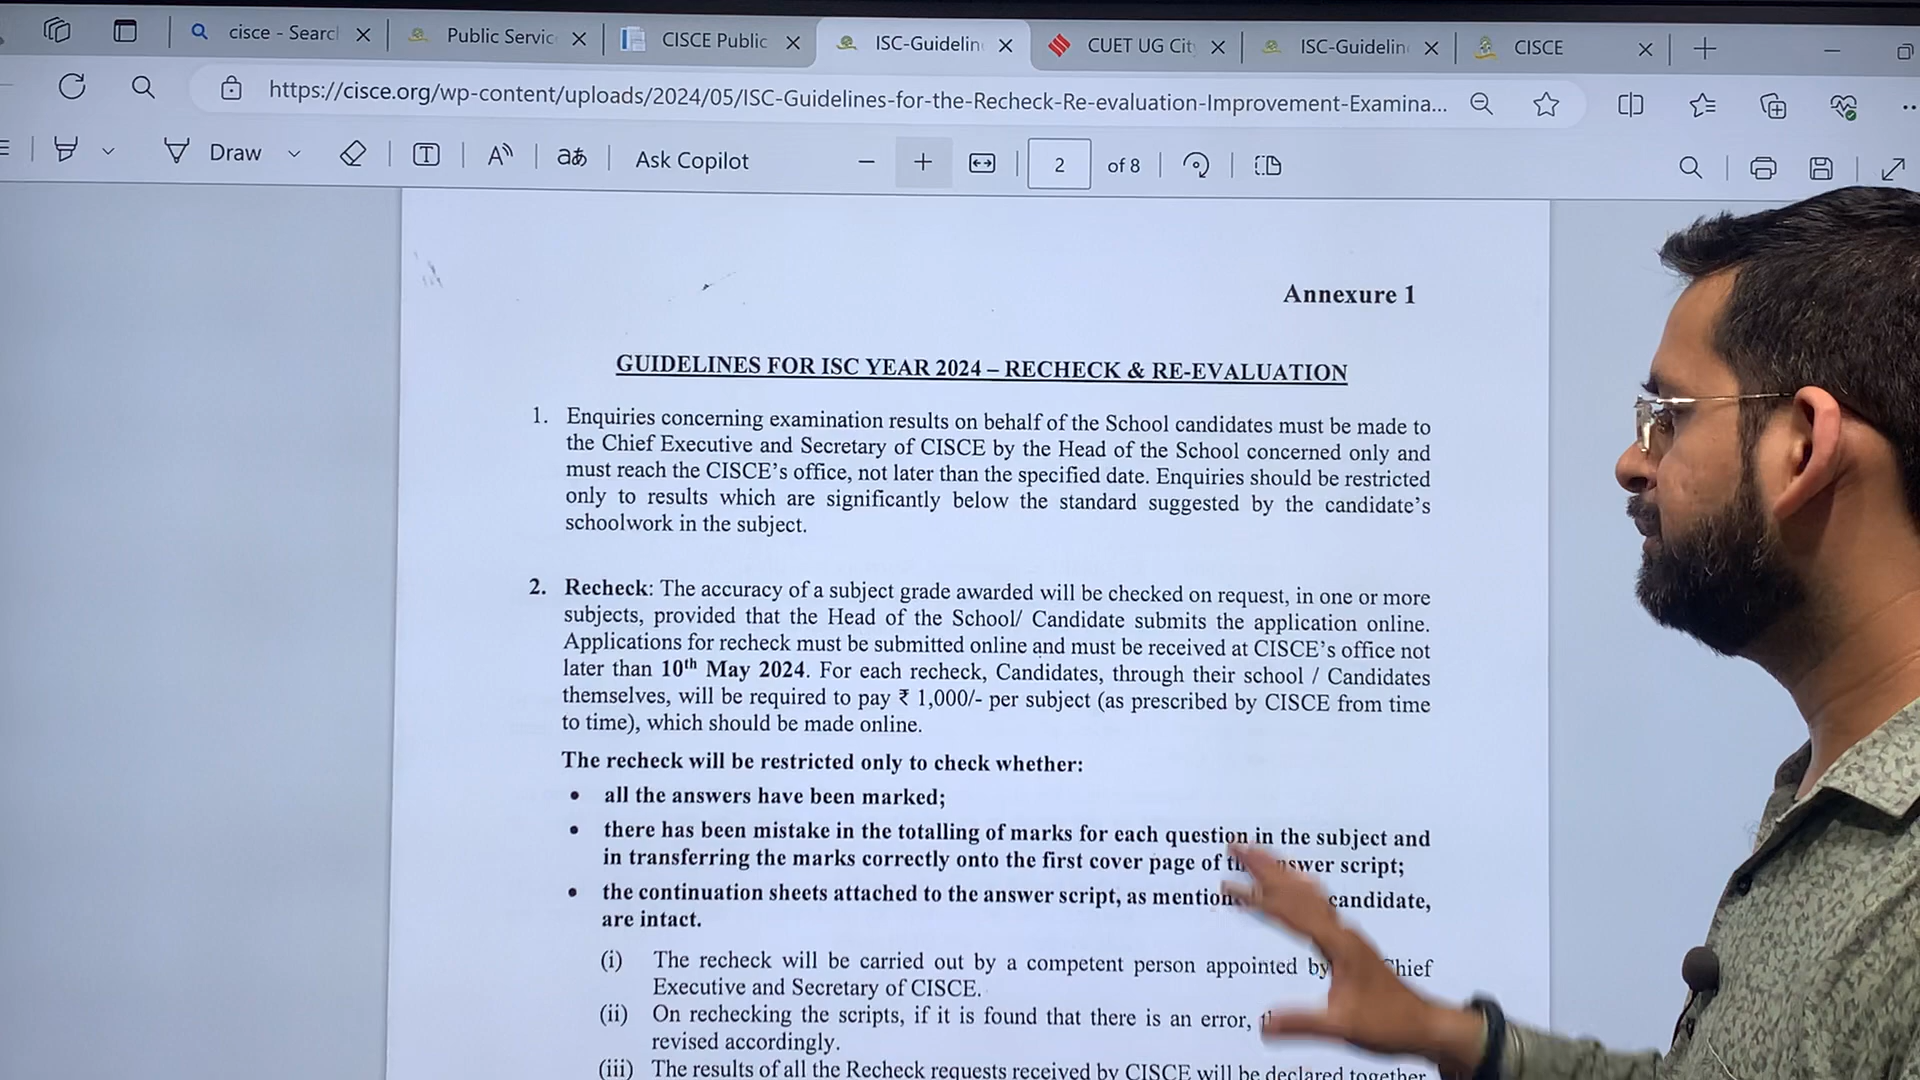 cisce - Search
Public Servic
CISCE Public
ISC-Guidelin
CUET UG Cit
ISC-Guidelin
CISCE
https://cisce.org/wp-content/uploads/2024/05/ISC-Guidelines-for-the-Recheck-Re-evaluation-Improvement-Examina...
Draw
T
A
aあ
Ask Copilot
2
of 8
Annexure 1
GUIDELINES FOR ISC YEAR 2024 – RECHECK & RE-EVALUATION
1. Enquiries concerning examination results on behalf of the School candidates must be made to
the Chief Executive and Secretary of CISCE by the Head of the School concerned only and
must reach the CISCE's office, not later than the specified date. Enquiries should be restricted
only to results which are significantly below the standard suggested by the candidate's
schoolwork in the subject.
2. Recheck: The accuracy of a subject grade awarded will be checked on request, in one or more
subjects, provided that the Head of the School/ Candidate submits the application online.
Applications for recheck must be submitted online and must be received at CISCE's office not
later than 10th May 2024. For each recheck, Candidates, through their school / Candidates
themselves, will be required to pay ₹ 1,000/- per subject (as prescribed by CISCE from time
to time), which should be made online.
The recheck will be restricted only to check whether:
• all the answers have been marked;
• there has been mistake in the totalling of marks for each question in the subject and
in transferring the marks correctly onto the first cover page of answer script;
• the continuation sheets attached to the answer script, as candidate,
are intact.
(i) The recheck will be carried out by a competent person appointed by Chief
Executive and Secretary of CISCE.
(ii) On rechecking the scripts, if it is found that there is an error,
revised accordingly.
(iii) The results of all the Recheck requests received by CISCE will be declared together